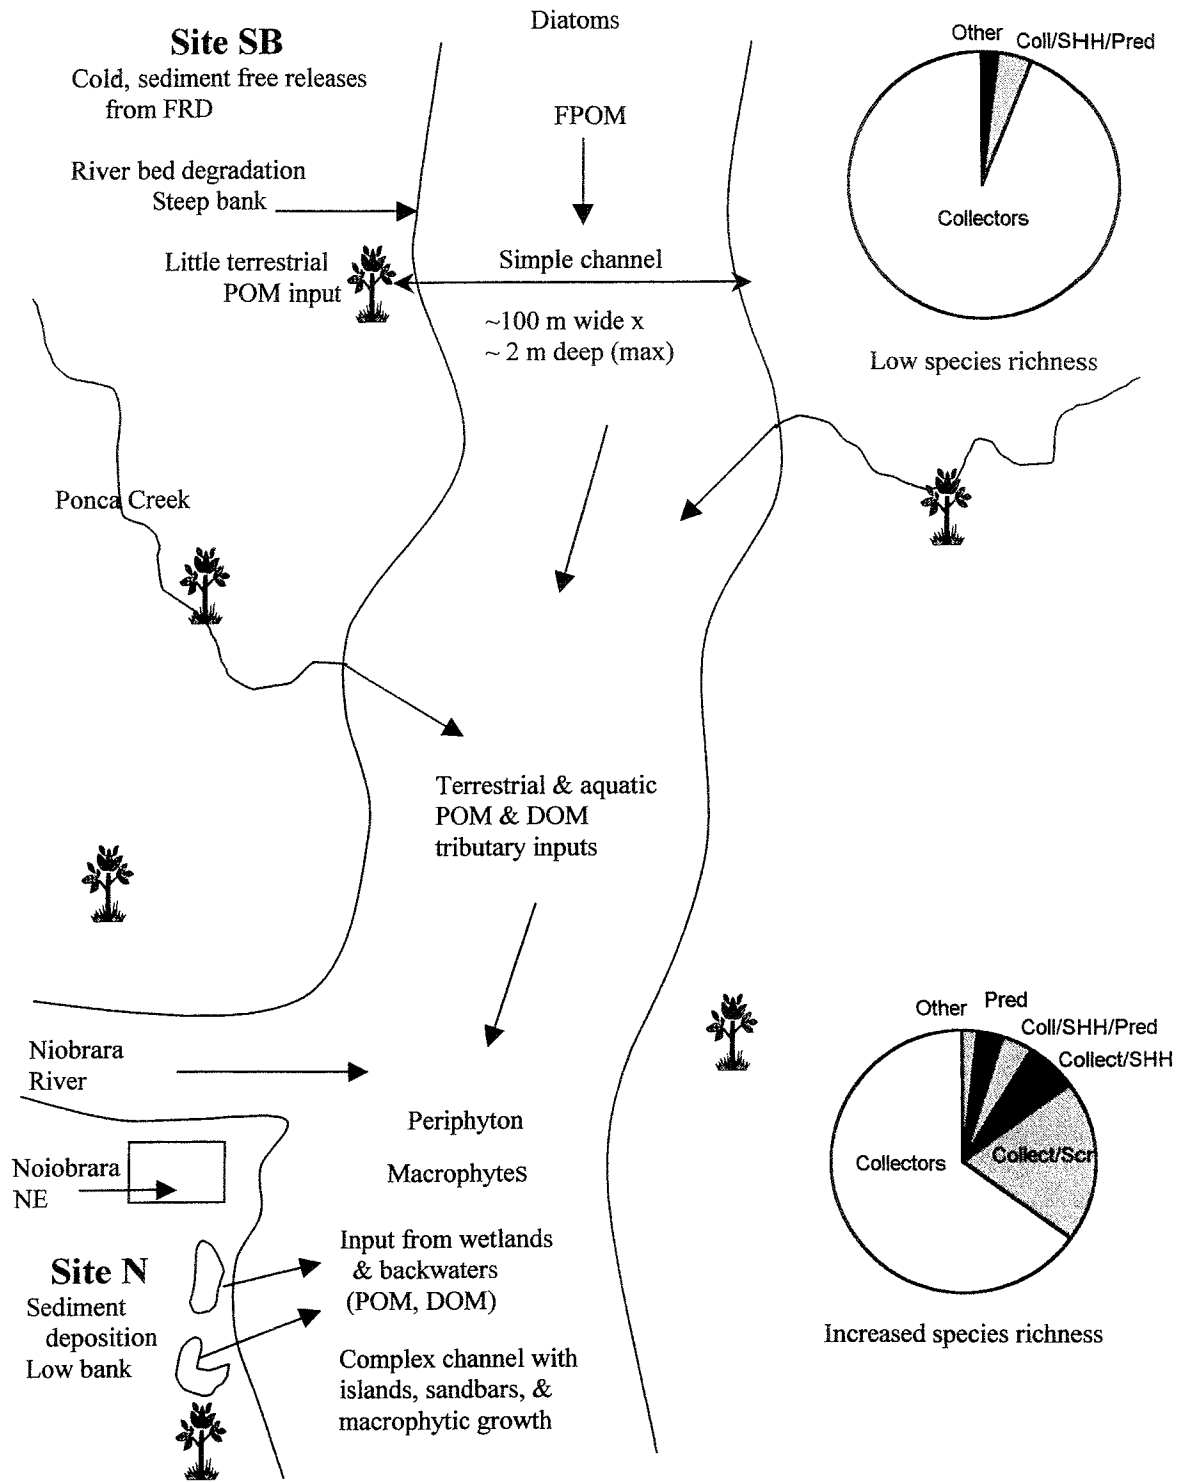 Diatoms
Site SB
Cold, sediment free releases
from FRD
FPOM
River bed degradation
Steep bank
Little terrestrial
POM input
Simple channel
~100 m wide x
~ 2 m deep (max)
Other
Coll/SHH/Pred
Collectors
Low species richness
Ponca Creek
Terrestrial & aquatic
POM & DOM
tributary inputs
Niobrara
River
Periphyton
Macrophytes
Noiobrara
NE
Site N
Sediment
deposition
Low bank
Input from wetlands
& backwaters
(POM, DOM)
Complex channel with
islands, sandbars, &
macrophytic growth
Other
Pred
Coll/SHH/Pred
Collect/SHH
Collect/Scr
Collectors
Increased species richness